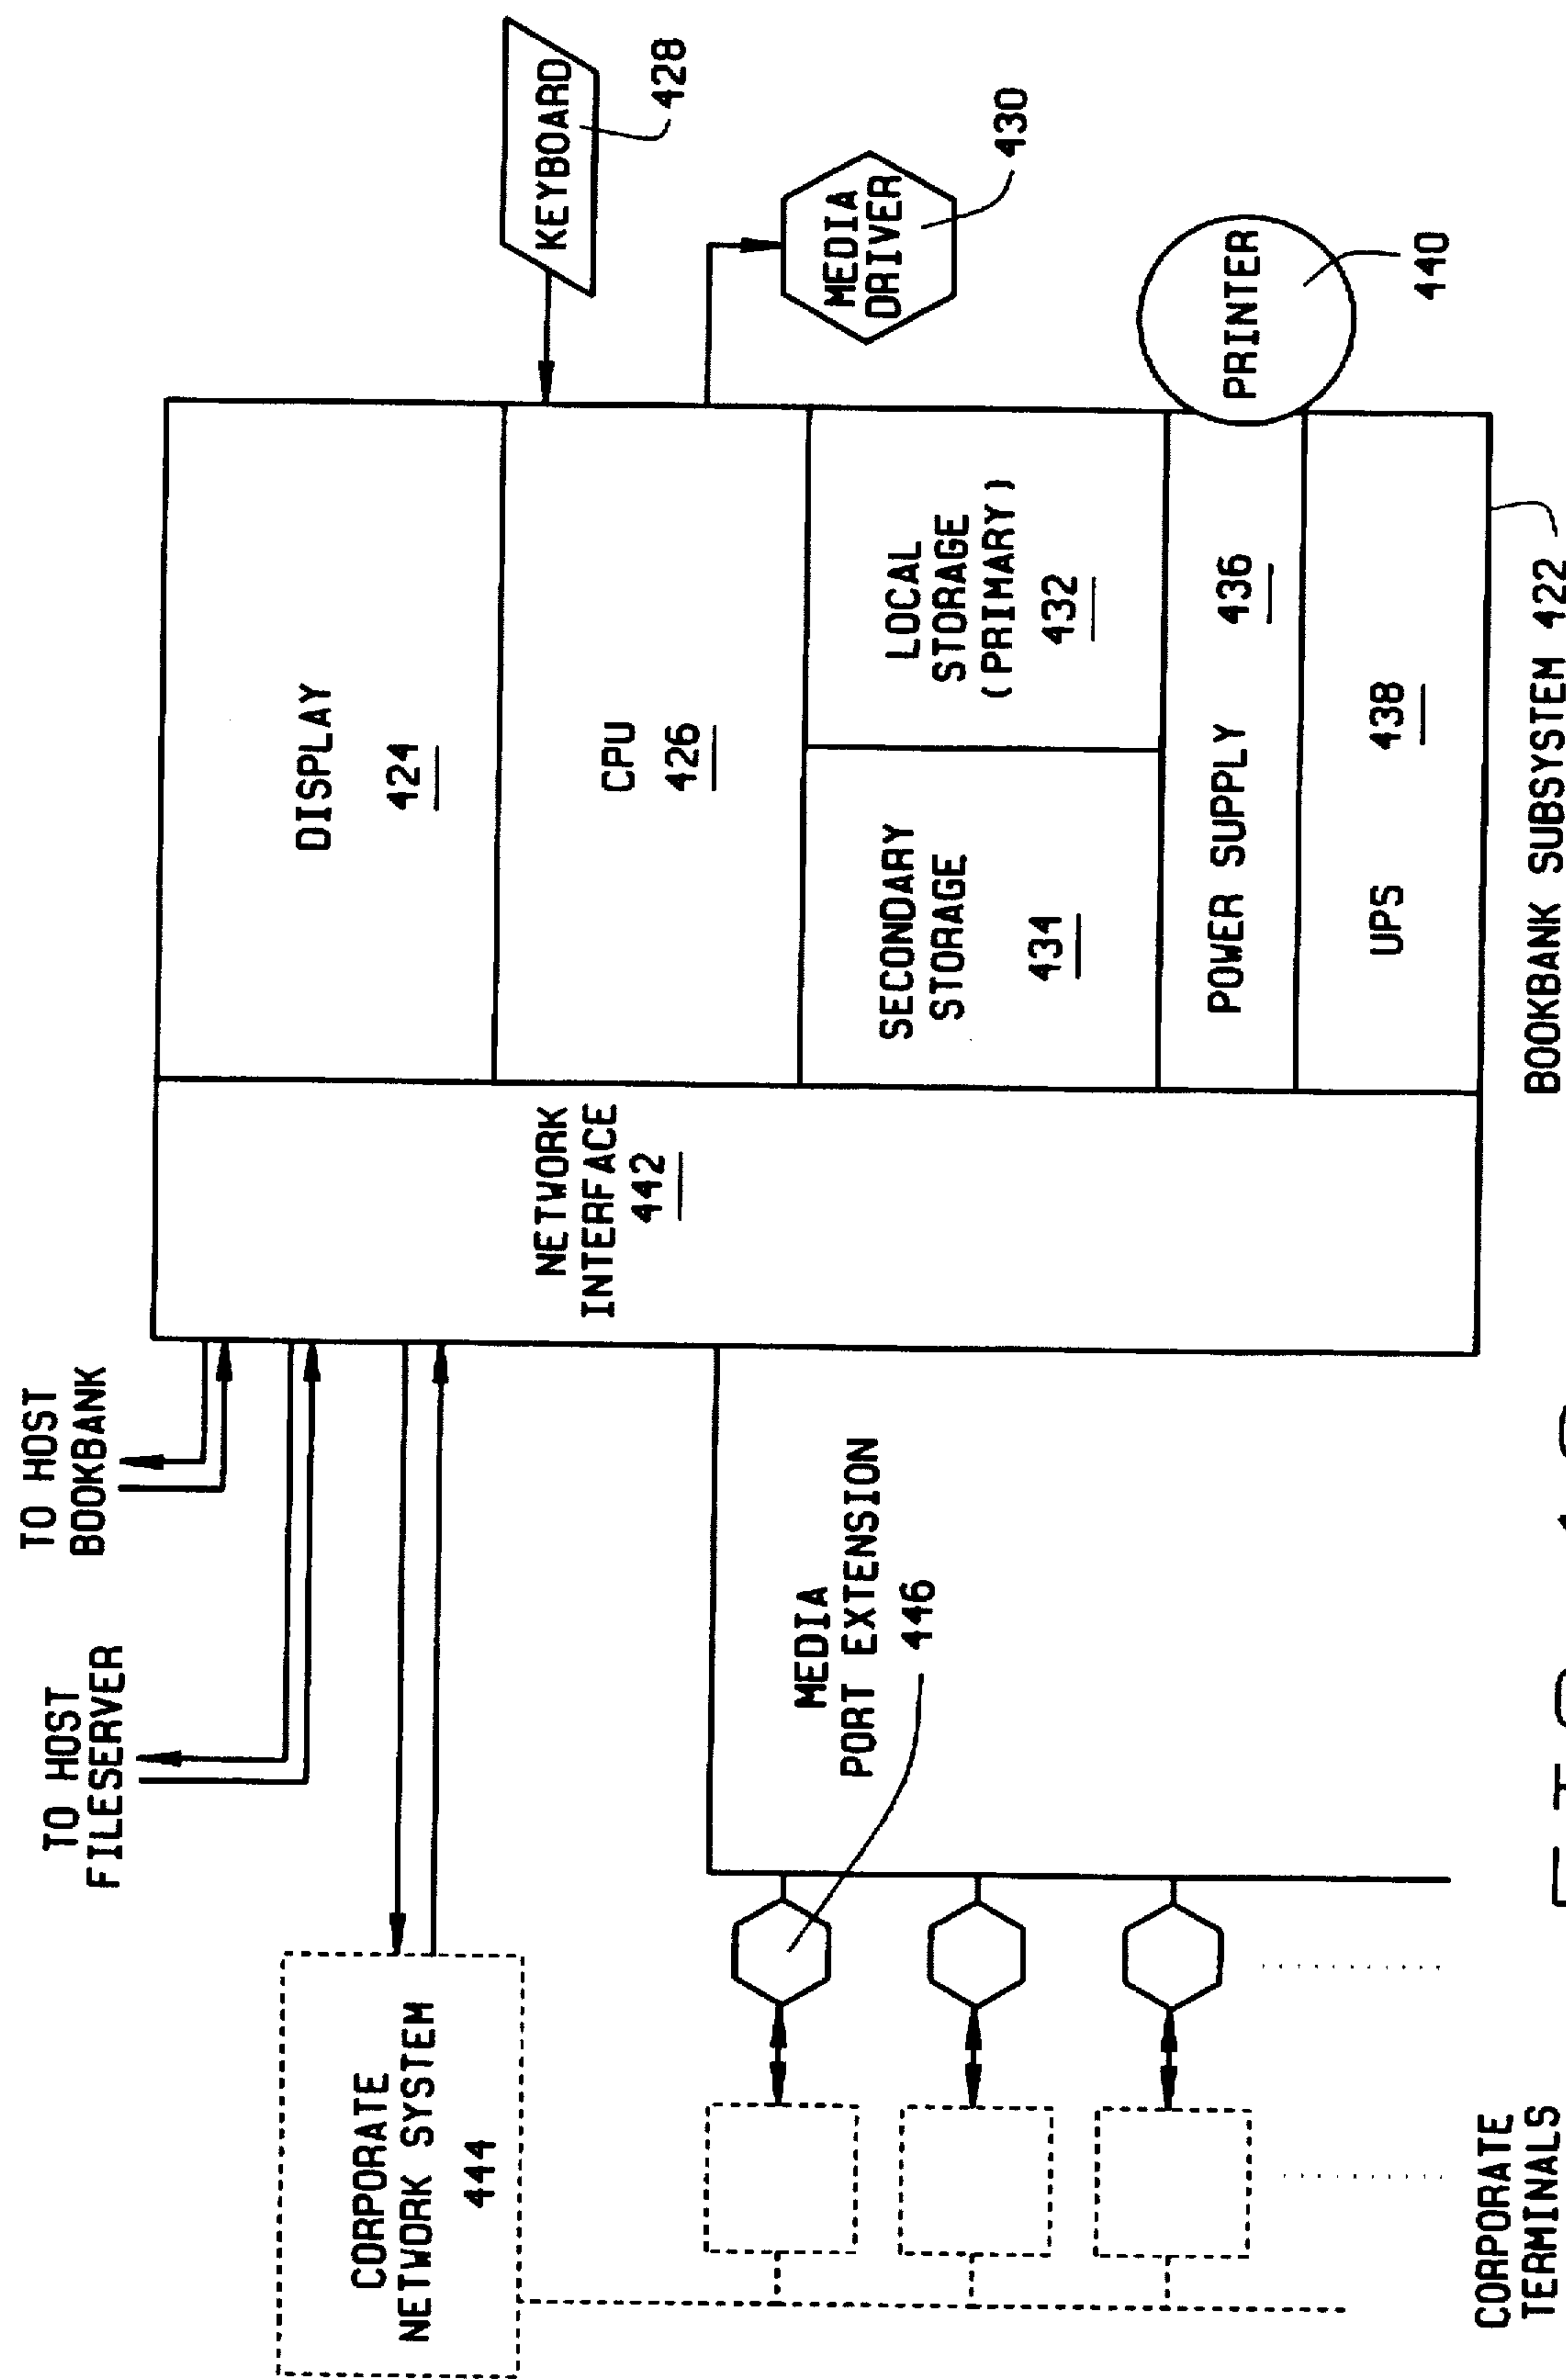 TO HOST
BOOKBANK
TO HOST
FILESERVER
CORPORATE
NETWORK SYSTEM
444
NETWORK
INTERFACE
442
DISPLAY
424
CPU
426
SECONDARY
STORAGE
434
LOCAL
STORAGE
(PRIMARY)
432
POWER SUPPLY 436
UPS 438
KEYBOARD
428
MEDIA
DRIVER
430
PRINTER
440
MEDIA
PORT EXTENSION
446
CORPORATE
TERMINALS
BOOKBANK SUBSYSTEM 422